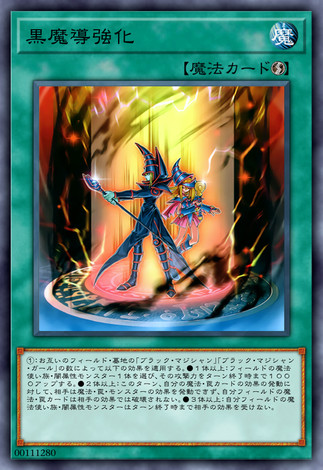 黒魔導強化
魔
【魔法カード】
①:お互いのフィールド・墓地の「ブラック・マジシャン」「ブラック・マジシャン
・ガール」の数によって以下の効果を適用する。●1体以上:フィールドの魔法
使い族・闇属性モンスター1体を選び、その攻撃力をターン終了時まで100
0アップする。●2体以上:このターン、自分の魔法・罠カードの効果の発動に
対して、相手は魔法・罠・モンスターの効果を発動できず、自分フィールドの魔
法・罠カードは相手の効果では破壊されない。●3体以上:自分フィールドの魔
法使い族・闇属性モンスターはターン終了時まで相手の効果を受けない。
00111280